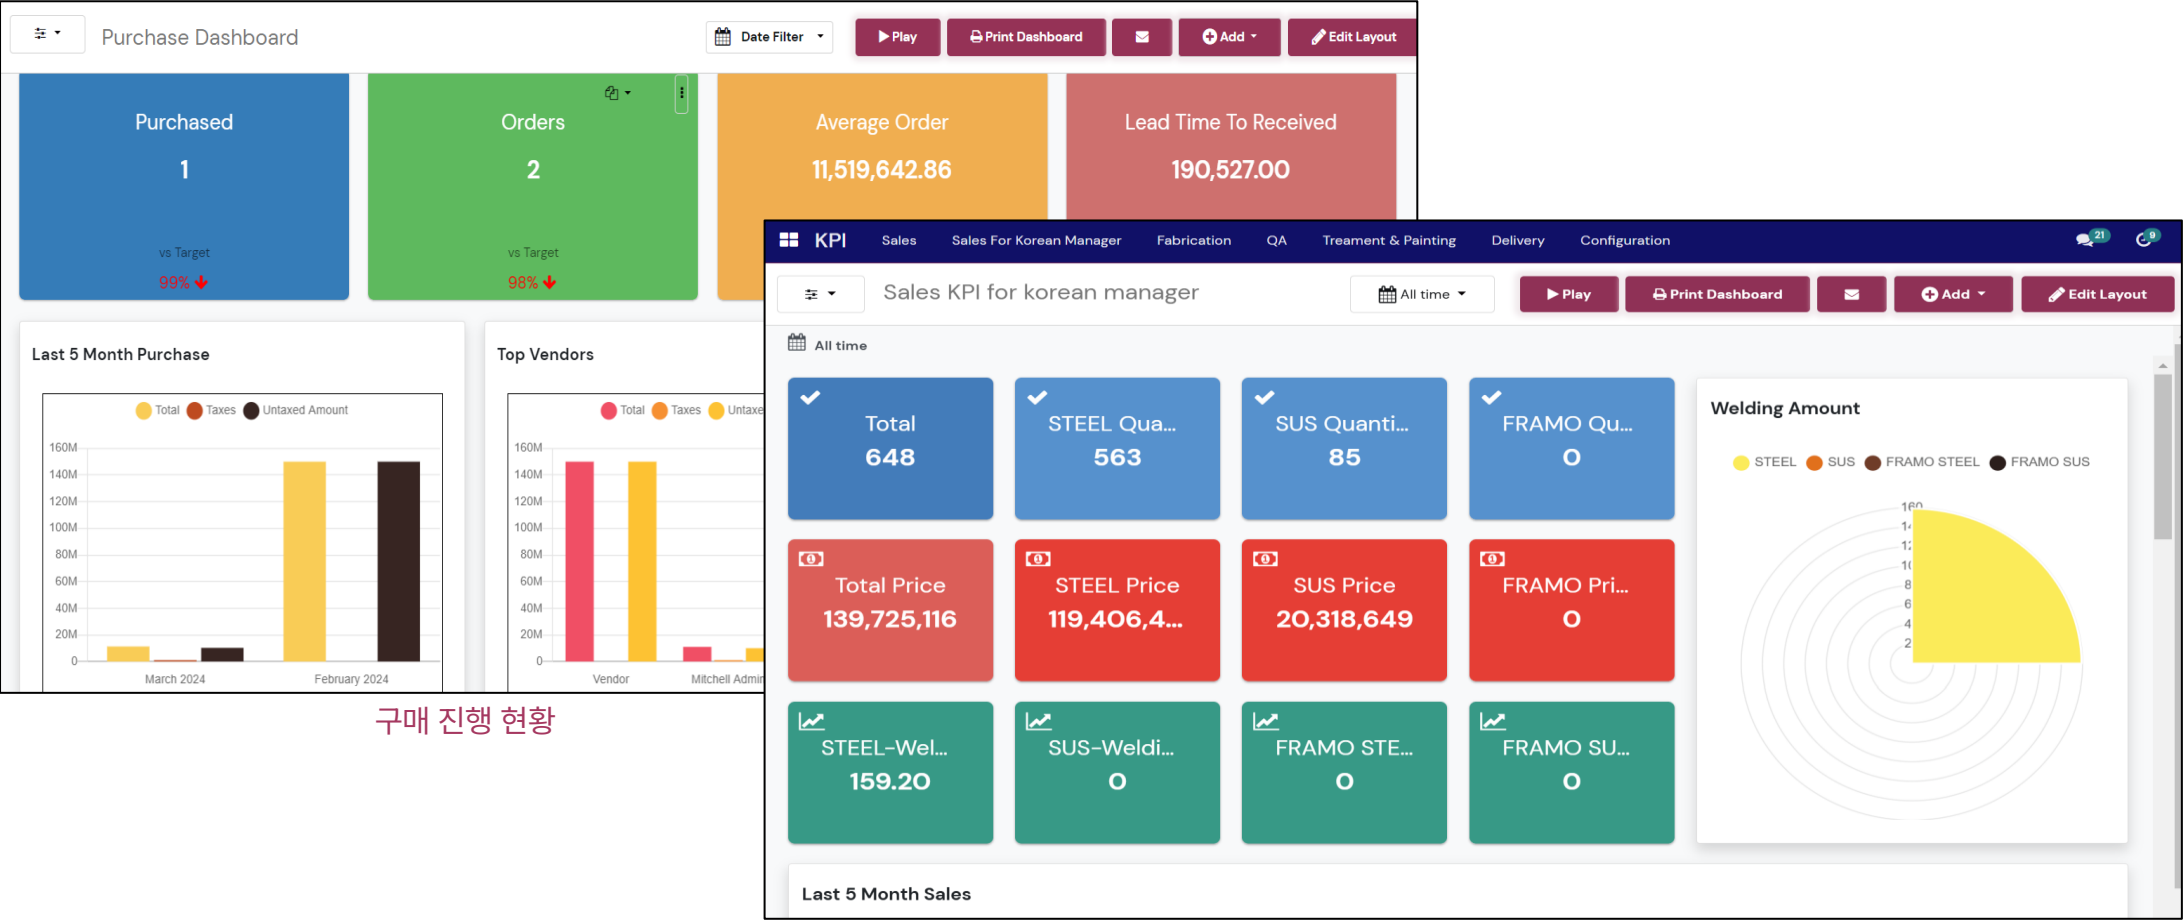 Purchase Dashboard
Date Filter
Play
Print Dashboard
Add
Edit Layout
Purchased
1
vs Target
99%
Orders
2
vs Target
98%
Average Order
11,519,642.86
Lead Time To Received
190,527.00
Last 5 Month Purchase
Total Taxes Untaxed Amount
160M
140M
120M
100M
80M
60M
40M
20M
0
March 2024 February 2024
Top Vendors
Total Taxes Untaxe
160M
140M
120M
100M
80M
60M
40M
20M
0
Vendor Mitchell Admin
구매 진행 현황
KPI Sales Sales For Korean Manager Fabrication QA Treament & Painting Delivery Configuration 21 9
Sales KPI for korean manager
All time
Play
Print Dashboard
Add
Edit Layout
All time
Total
648
STEEL Qua...
563
SUS Quanti...
85
FRAMO Qu...
0
Total Price
139,725,116
STEEL Price
119,406,4...
SUS Price
20,318,649
FRAMO Pri...
0
STEEL-Wel...
159.20
SUS-Weldi...
0
FRAMO STE...
0
FRAMO SU...
0
Welding Amount
STEEL SUS FRAMO STEEL FRAMO SUS
160
14
12
10
8
6
4
2
Last 5 Month Sales